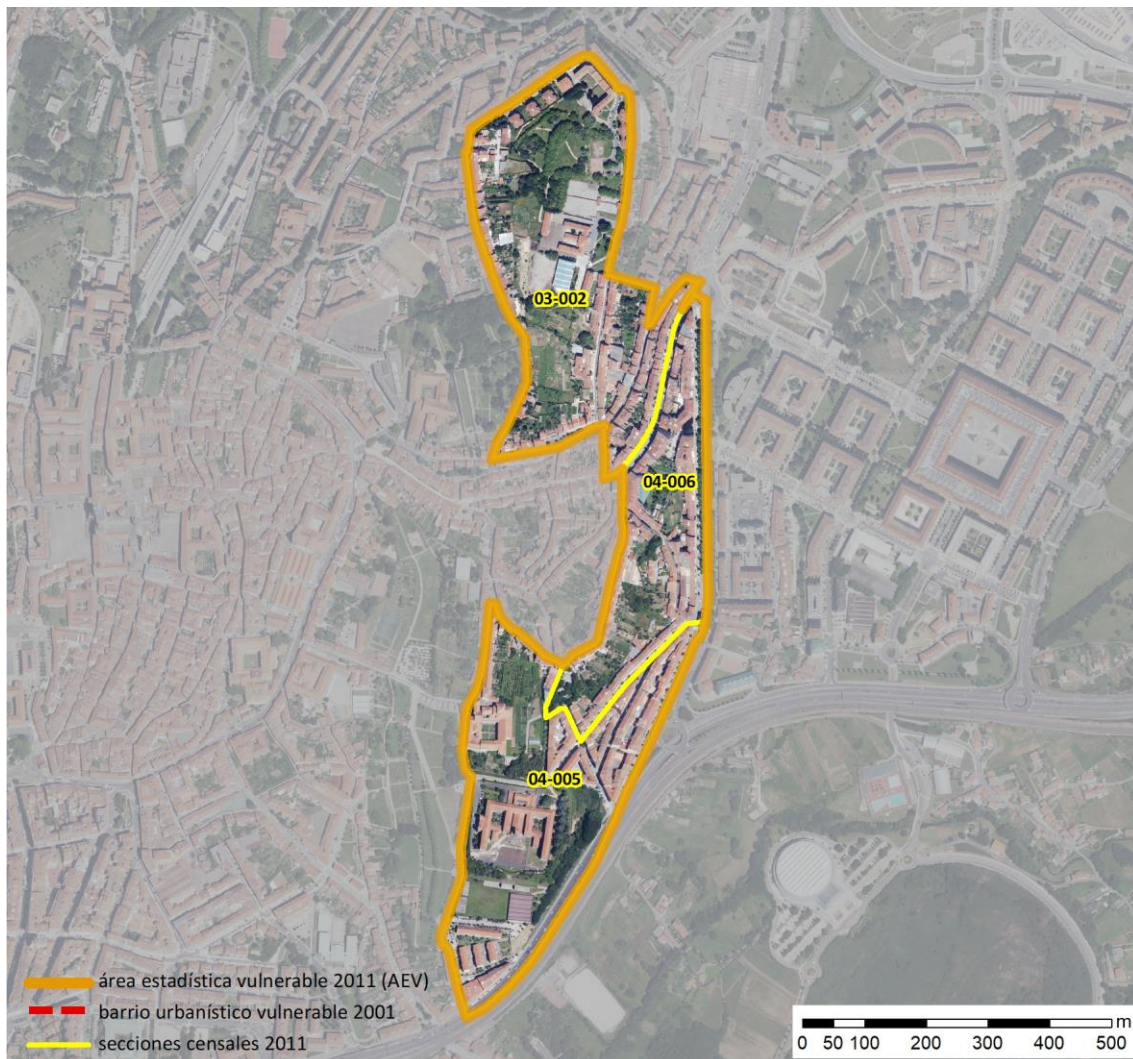 03-002
04-006
04-005
área estadística vulnerable 2011 (AEV)
barrio urbanístico vulnerable 2001
secciones censales 2011
m
0 50 100 200 300 400 500